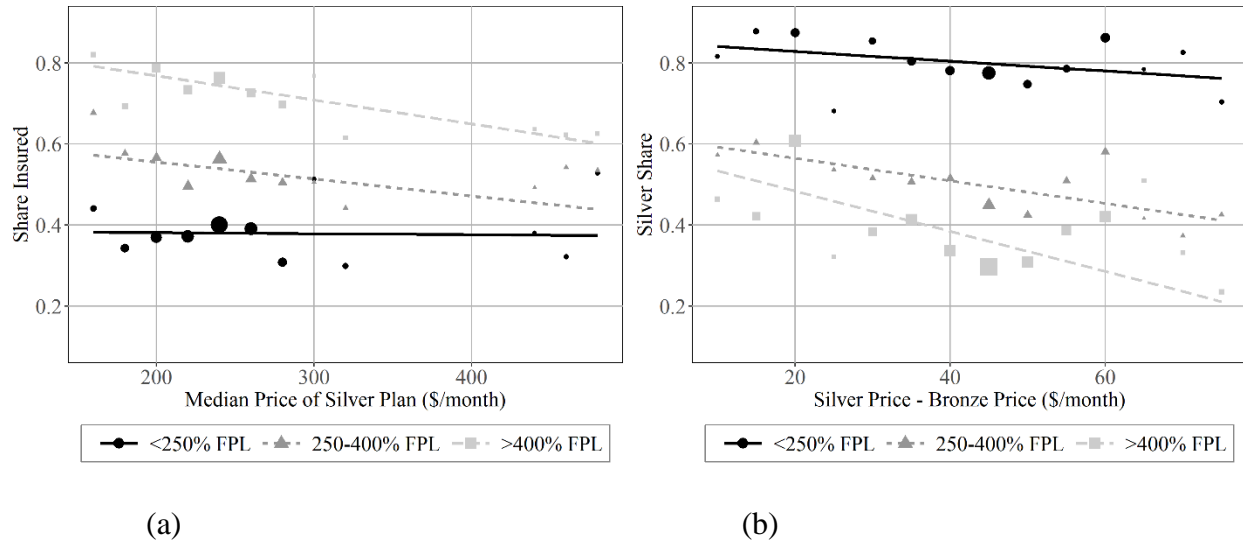 Share Insured
0.8
0.6
0.4
0.2
200 300 400
Median Price of Silver Plan ($/month)
<250% FPL 250-400% FPL >400% FPL
(a)
Silver Share
0.8
0.6
0.4
0.2
20 40 60
Silver Price - Bronze Price ($/month)
<250% FPL 250-400% FPL >400% FPL
(b)